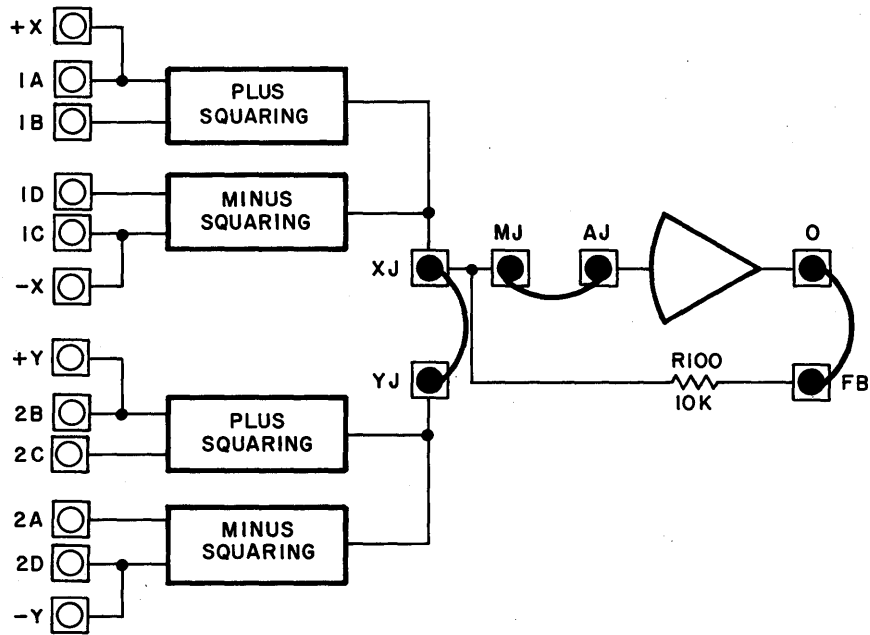 +X
1A
1B
PLUS
SQUARING
1D
1C
-X
MINUS
SQUARING
XJ
MJ
AJ
O
+Y
2B
2C
PLUS
SQUARING
YJ
R100
10K
FB
2A
2D
-Y
MINUS
SQUARING